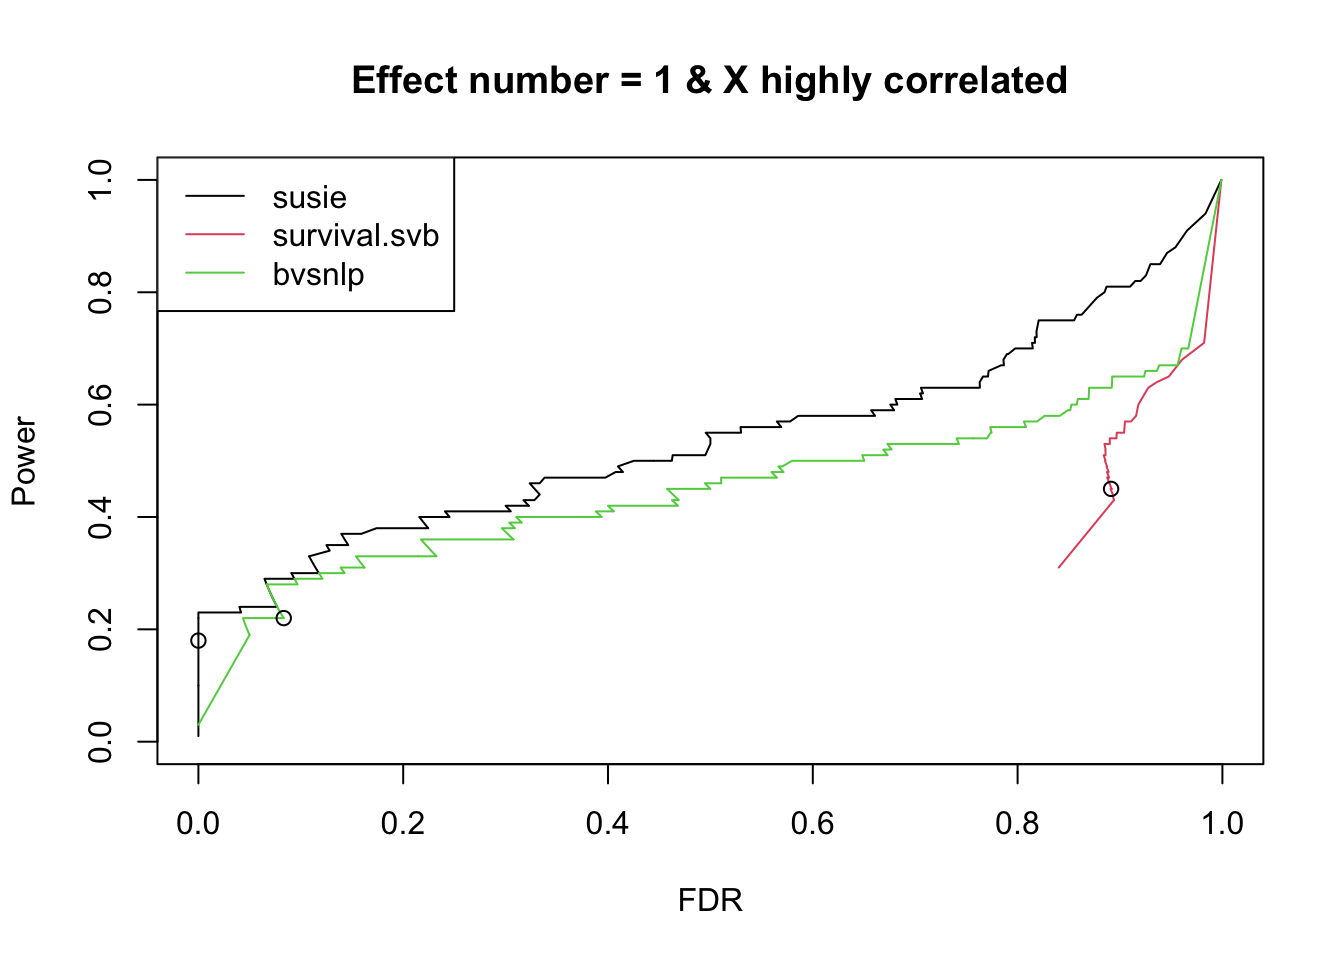 Effect number = 1 & X highly correlated
susie
survival.svb
bvsnlp
Power
1.0
0.8
0.6
0.4
0.2
0.0
0.0 0.2 0.4 0.6 0.8 1.0
FDR